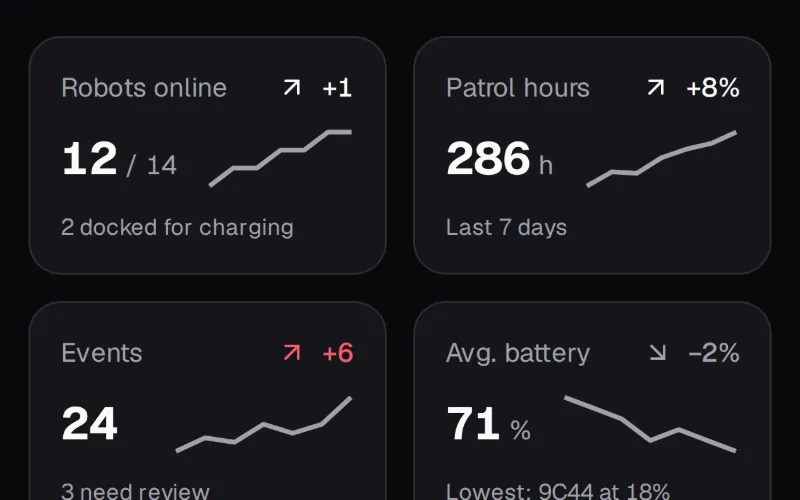 Robots online +1
12 / 14
2 docked for charging
Patrol hours +8%
286 h
Last 7 days
Events +6
24
3 need review
Avg. battery −2%
71 %
Lowest: 9C44 at 18%